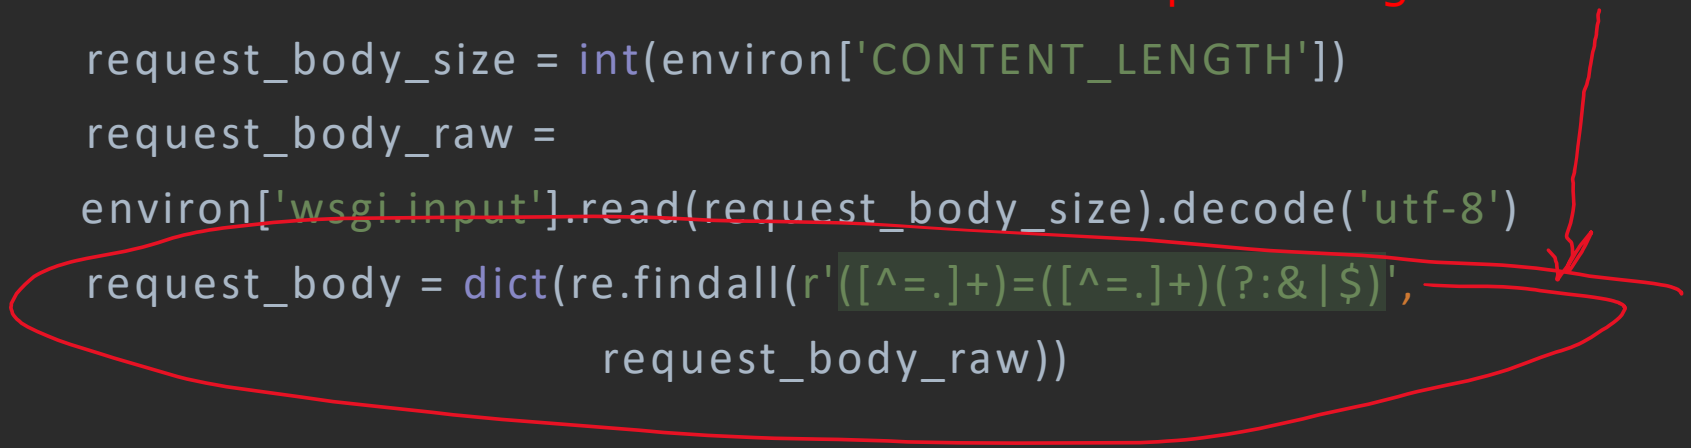 request_body_size = int(environ['CONTENT_LENGTH'])
request_body_raw =
environ['wsgi.input'].read(request_body_size).decode('utf-8')
request_body = dict(re.findall(r'([^=.]+)=([^=.]+)(?:&|$)',
request_body_raw))